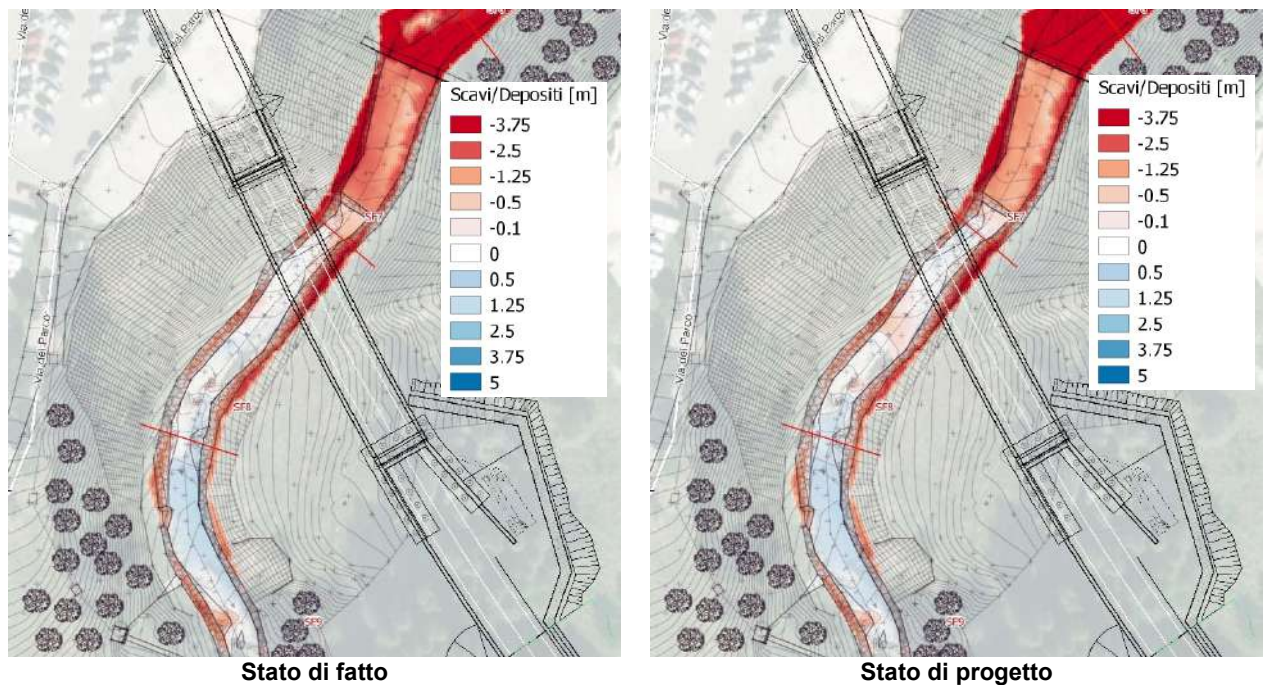 Via del Parco
Scavi/Depositi [m]
-3.75
-2.5
-1.25
-0.5
-0.1
0
0.5
1.25
2.5
3.75
5
SF7
Via del Parco
SF8
SF9
Stato di fatto
Via del Parco
Scavi/Depositi [m]
-3.75
-2.5
-1.25
-0.5
-0.1
0
0.5
1.25
2.5
3.75
5
SF7
Via del Parco
SF8
SF9
Stato di progetto